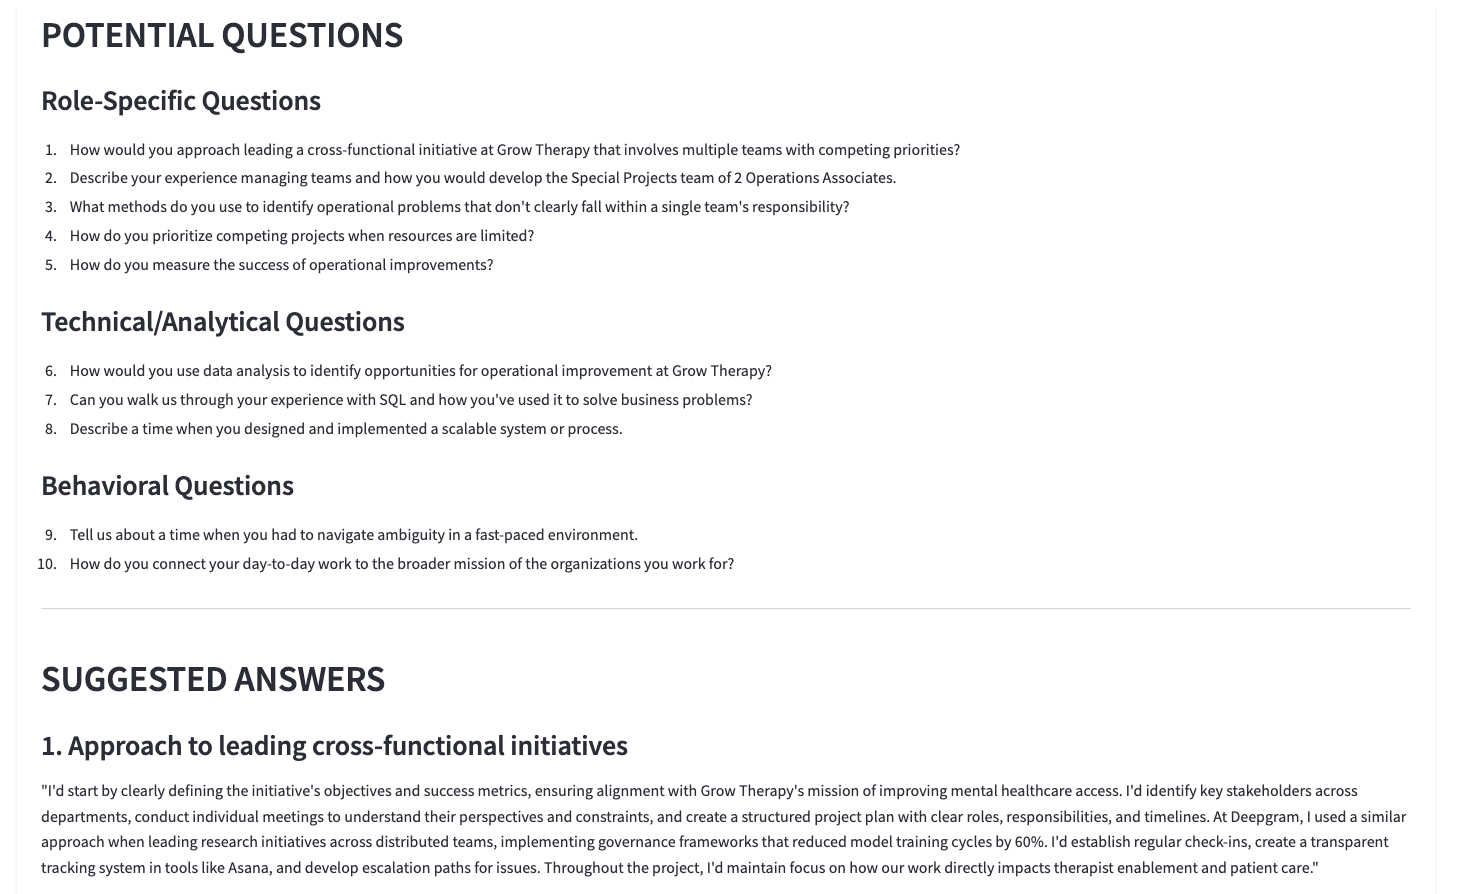 POTENTIAL QUESTIONS
Role-Specific Questions
1. How would you approach leading a cross-functional initiative at Grow Therapy that involves multiple teams with competing priorities?
2. Describe your experience managing teams and how you would develop the Special Projects team of 2 Operations Associates.
3. What methods do you use to identify operational problems that don't clearly fall within a single team's responsibility?
4. How do you prioritize competing projects when resources are limited?
5. How do you measure the success of operational improvements?
Technical/Analytical Questions
6. How would you use data analysis to identify opportunities for operational improvement at Grow Therapy?
7. Can you walk us through your experience with SQL and how you've used it to solve business problems?
8. Describe a time when you designed and implemented a scalable system or process.
Behavioral Questions
9. Tell us about a time when you had to navigate ambiguity in a fast-paced environment.
10. How do you connect your day-to-day work to the broader mission of the organizations you work for?
SUGGESTED ANSWERS
1. Approach to leading cross-functional initiatives
"I'd start by clearly defining the initiative's objectives and success metrics, ensuring alignment with Grow Therapy's mission of improving mental healthcare access. I'd identify key stakeholders across
departments, conduct individual meetings to understand their perspectives and constraints, and create a structured project plan with clear roles, responsibilities, and timelines. At Deepgram, I used a similar
approach when leading research initiatives across distributed teams, implementing governance frameworks that reduced model training cycles by 60%. I'd establish regular check-ins, create a transparent
tracking system in tools like Asana, and develop escalation paths for issues. Throughout the project, I'd maintain focus on how our work directly impacts therapist enablement and patient care."